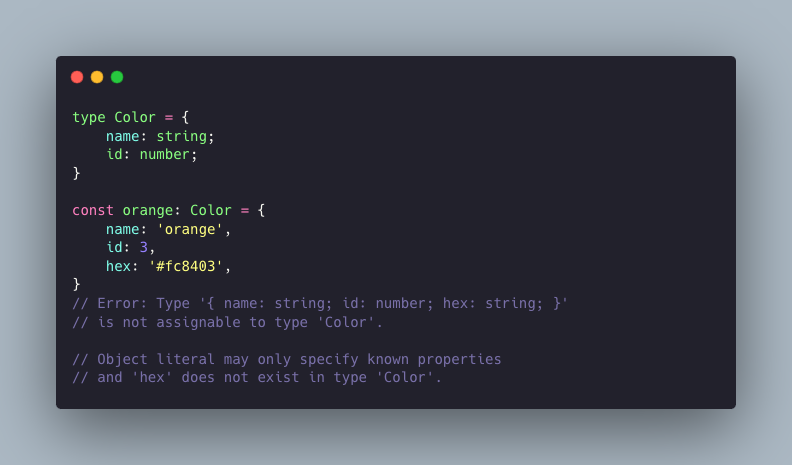 type Color = {
    name: string;
    id: number;
}
const orange: Color = {
    name: 'orange',
    id: 3,
    hex: '#fc8403',
}
// Error: Type '{ name: string; id: number; hex: string; }'
// is not assignable to type 'Color'.
// Object literal may only specify known properties
// and 'hex' does not exist in type 'Color'.